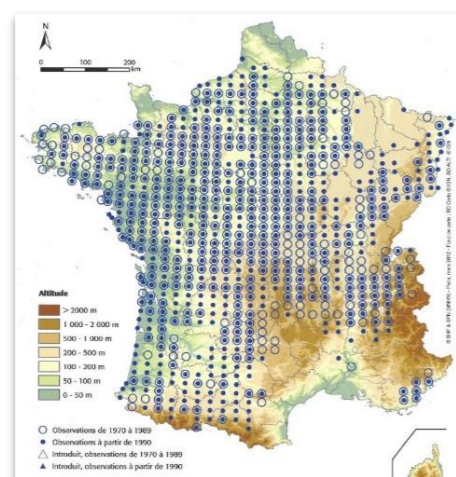 N
0 100 200
km
Altitude
> 2000 m
1 000 - 2 000 m
500 - 1 000 m
200 - 500 m
100 - 200 m
50 - 100 m
0 - 50 m
Observations de 1970 à 1989
Observations à partir de 1990
Introduit, observations de 1970 à 1989
Introduit, observations à partir de 1990